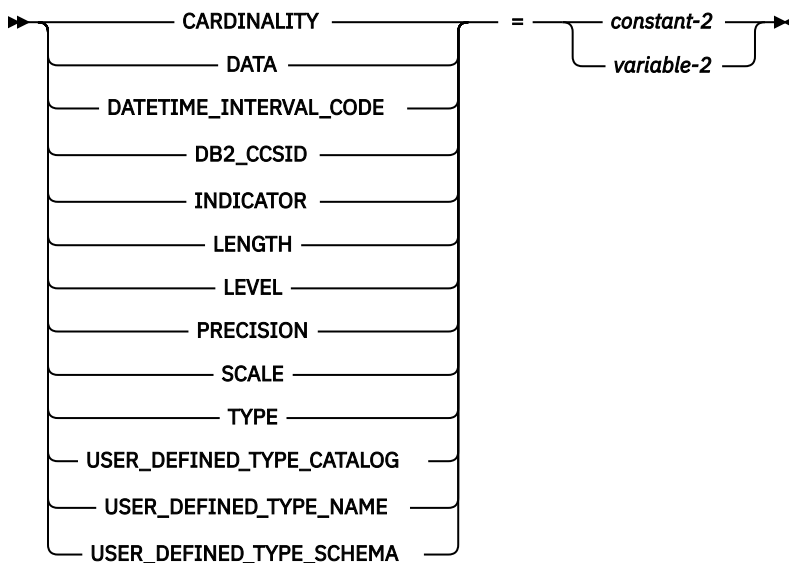 CARDINALITY = constant-2
DATA variable-2
DATETIME_INTERVAL_CODE
DB2_CCSID
INDICATOR
LENGTH
LEVEL
PRECISION
SCALE
TYPE
USER_DEFINED_TYPE_CATALOG
USER_DEFINED_TYPE_NAME
USER_DEFINED_TYPE_SCHEMA